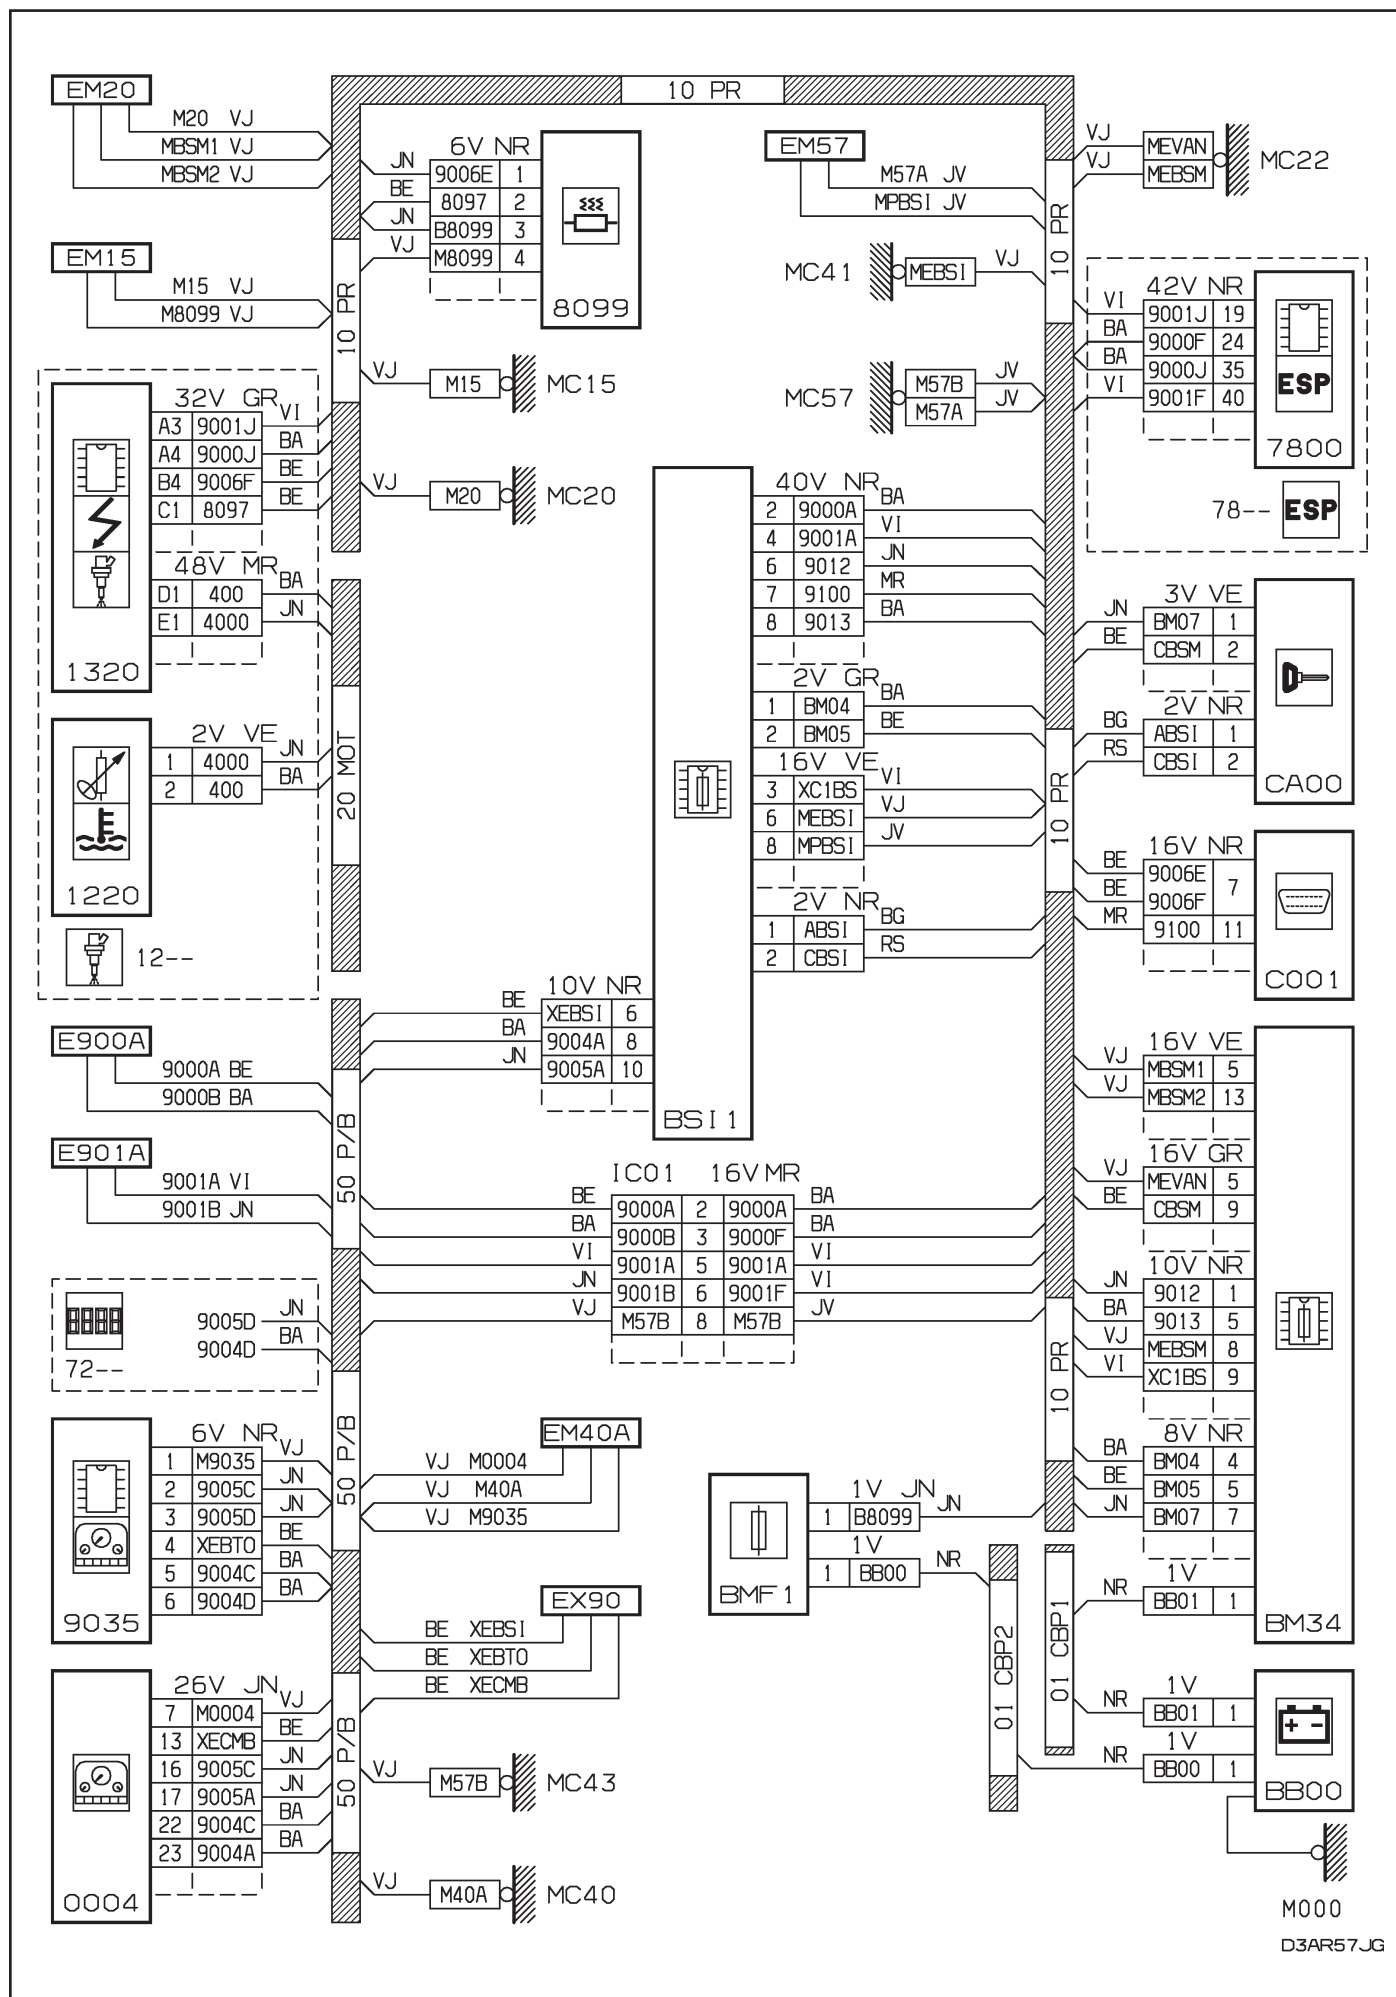 10 PR
EM20
M20 VJ
MBSM1 VJ
MBSM2 VJ
EM15
M15 VJ
M8099 VJ
10 PR
6V NR
JN 9006E 1
BE 8097 2
JN B8099 3
VJ M8099 4
8099
VJ M15 MC15
VJ M20 MC20
32V GR
A3 9001J VI
A4 9000J BA
B4 9006F BE
C1 8097 BE
48V MR
D1 400 BA
E1 4000 JN
1320
2V VE
1 4000 JN
2 400 BA
1220
12--
20 MOT
EM57
M57A JV
MPBSI JV
MC41 MEBSI VJ
MC57 M57B JV
M57A JV
10 PR
VJ MEVAN
VJ MEBSM
MC22
42V NR
VI 9001J 19
BA 9000F 24
BA 9000J 35
VI 9001F 40
ESP
7800
78-- ESP
40V NR
2 9000A BA
4 9001A VI
6 9012 JN
7 9100 MR
8 9013 BA
2V GR
1 BM04 BA
2 BM05 BE
16V VE
3 XC1BS VI
6 MEBSI VJ
8 MPBSI JV
2V NR
1 ABSI BG
2 CBSI RS
10V NR
BE XEBSI 6
BA 9004A 8
JN 9005A 10
BSI1
10 PR
3V VE
JN BM07 1
BE CBSM 2
2V NR
BG ABSI 1
RS CBSI 2
CA00
16V NR
BE 9006E
BE 9006F 7
MR 9100 11
C001
E900A
9000A BE
9000B BA
E901A
9001A VI
9001B JN
50 P/B
72--
9005D JN
9004D BA
IC01 16V MR
BE 9000A 2 9000A BA
BA 9000B 3 9000F BA
VI 9001A 5 9001A VI
JN 9001B 6 9001F VI
VJ M57B 8 M57B JV
16V VE
VJ MBSM1 5
VJ MBSM2 13
16V GR
VJ MEVAN 5
BE CBSM 9
10V NR
JN 9012 1
BA 9013 5
VJ MEBSM 8
VI XC1BS 9
8V NR
BA BM04 4
BE BM05 5
JN BM07 7
1V
NR BB01 1
BM34
10 PR
6V NR
1 M9035 VJ
2 9005C JN
3 9005D JN
4 XEBTO BE
5 9004C BA
6 9004D BA
9035
50 P/B
EM40A
VJ M0004
VJ M40A
VJ M9035
EX90
BE XEBSI
BE XEBTO
BE XECMB
1V JN
1 B8099 JN
1V
1 BB00 NR
BMF1
01 CBP2
01 CBP1
26V JN
7 M0004 VJ
13 XECMB BE
16 9005C JN
17 9005A JN
22 9004C BA
23 9004A BA
0004
50 P/B
VJ M57B MC43
VJ M40A MC40
1V
NR BB01 1
1V
NR BB00 1
+ -
BB00
M000
D3AR57JG